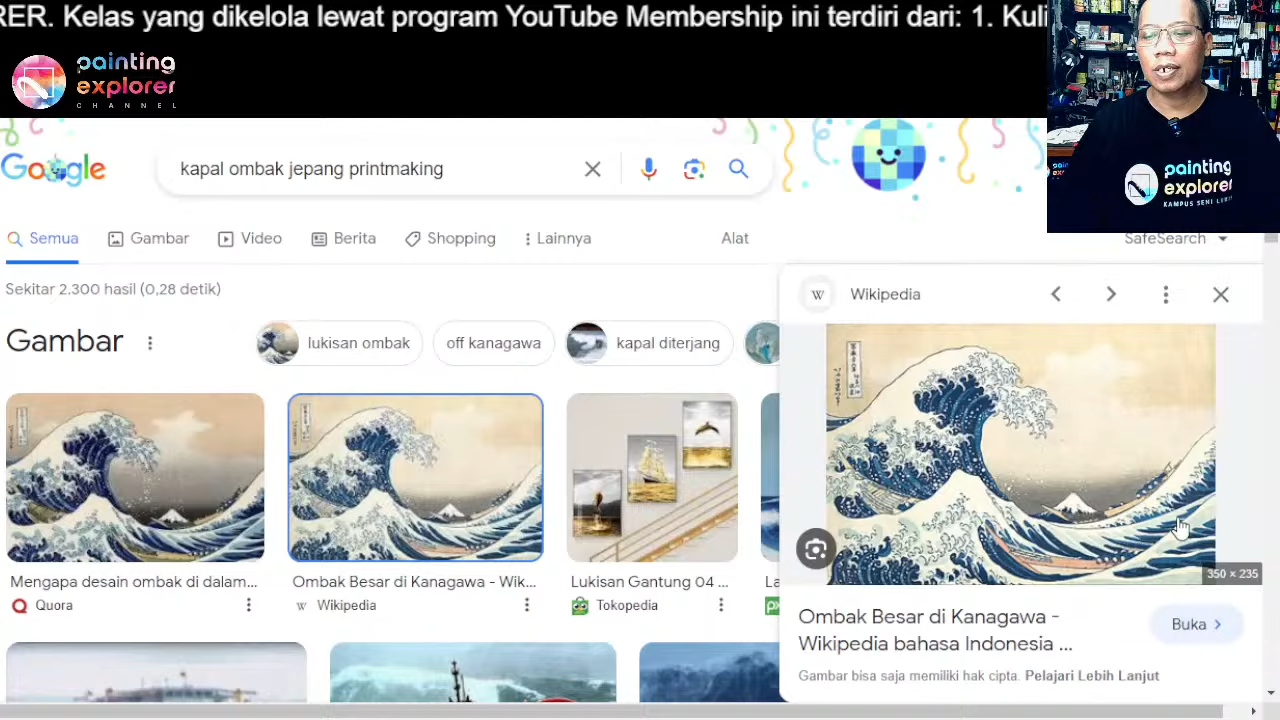 RER. Kelas yang dikelola lewat program YouTube Membership ini terdiri dari: 1. Kuli
painting
explorer
CHANNEL
painting
explorer
Google
kapal ombak jepang printmaking
Semua
Gambar
Video
Berita
Shopping
Lainnya
Alat
SafeSearch
Sekitar 2.300 hasil (0,28 detik)
W Wikipedia
Gambar
lukisan ombak
off kanagawa
kapal diterjang
350 × 235
Mengapa desain ombak di dalam...
Ombak Besar di Kanagawa - Wik...
Lukisan Gantung 04 ...
Quora
W Wikipedia
Tokopedia
Ombak Besar di Kanagawa -
Wikipedia bahasa Indonesia ...
Buka
Gambar bisa saja memiliki hak cipta. Pelajari Lebih Lanjut